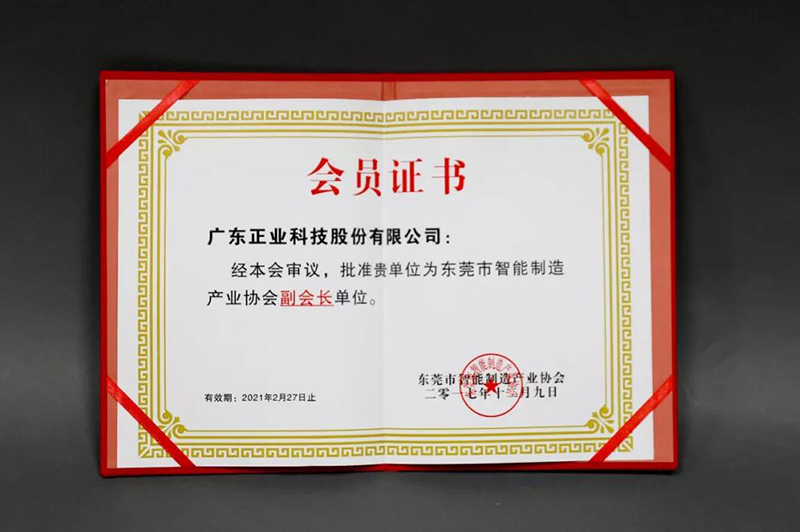 会员证书
广东正业科技股份有限公司：
经本会审议，批准贵单位为东莞市智能制造
产业协会副会长单位。
东莞市智能制造产业协会
二零一七年十二月九日
有效期：2021年2月27日止